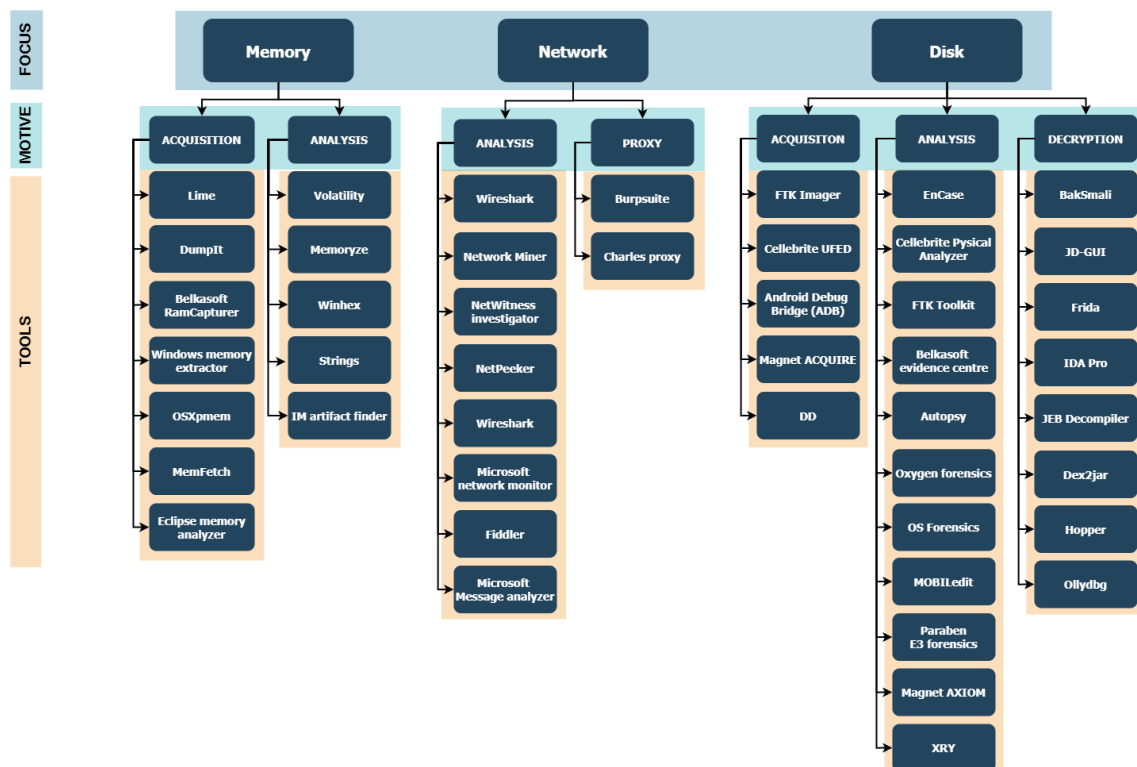 FOCUS
Memory
Network
Disk
MOTIVE
ACQUISITION
ANALYSIS
ANALYSIS
PROXY
ACQUISITON
ANALYSIS
DECRYPTION
TOOLS
Lime
DumpIt
Belkasoft
RamCapturer
Windows memory
extractor
OSXpmem
MemFetch
Eclipse memory
analyzer
Volatility
Memoryze
Winhex
Strings
IM artifact finder
Wireshark
Network Miner
NetWitness
investigator
NetPeeker
Wireshark
Microsoft
network monitor
Fiddler
Microsoft
Message analyzer
Burpsuite
Charles proxy
FTK Imager
Cellebrite UFED
Android Debug
Bridge (ADB)
Magnet ACQUIRE
DD
EnCase
Cellebrite Pysical
Analyzer
FTK Toolkit
Belkasoft
evidence centre
Autopsy
Oxygen forensics
OS Forensics
MOBILedit
Paraben
E3 forensics
Magnet AXIOM
XRY
BakSmali
JD-GUI
Frida
IDA Pro
JEB Decompiler
Dex2jar
Hopper
Ollydbg